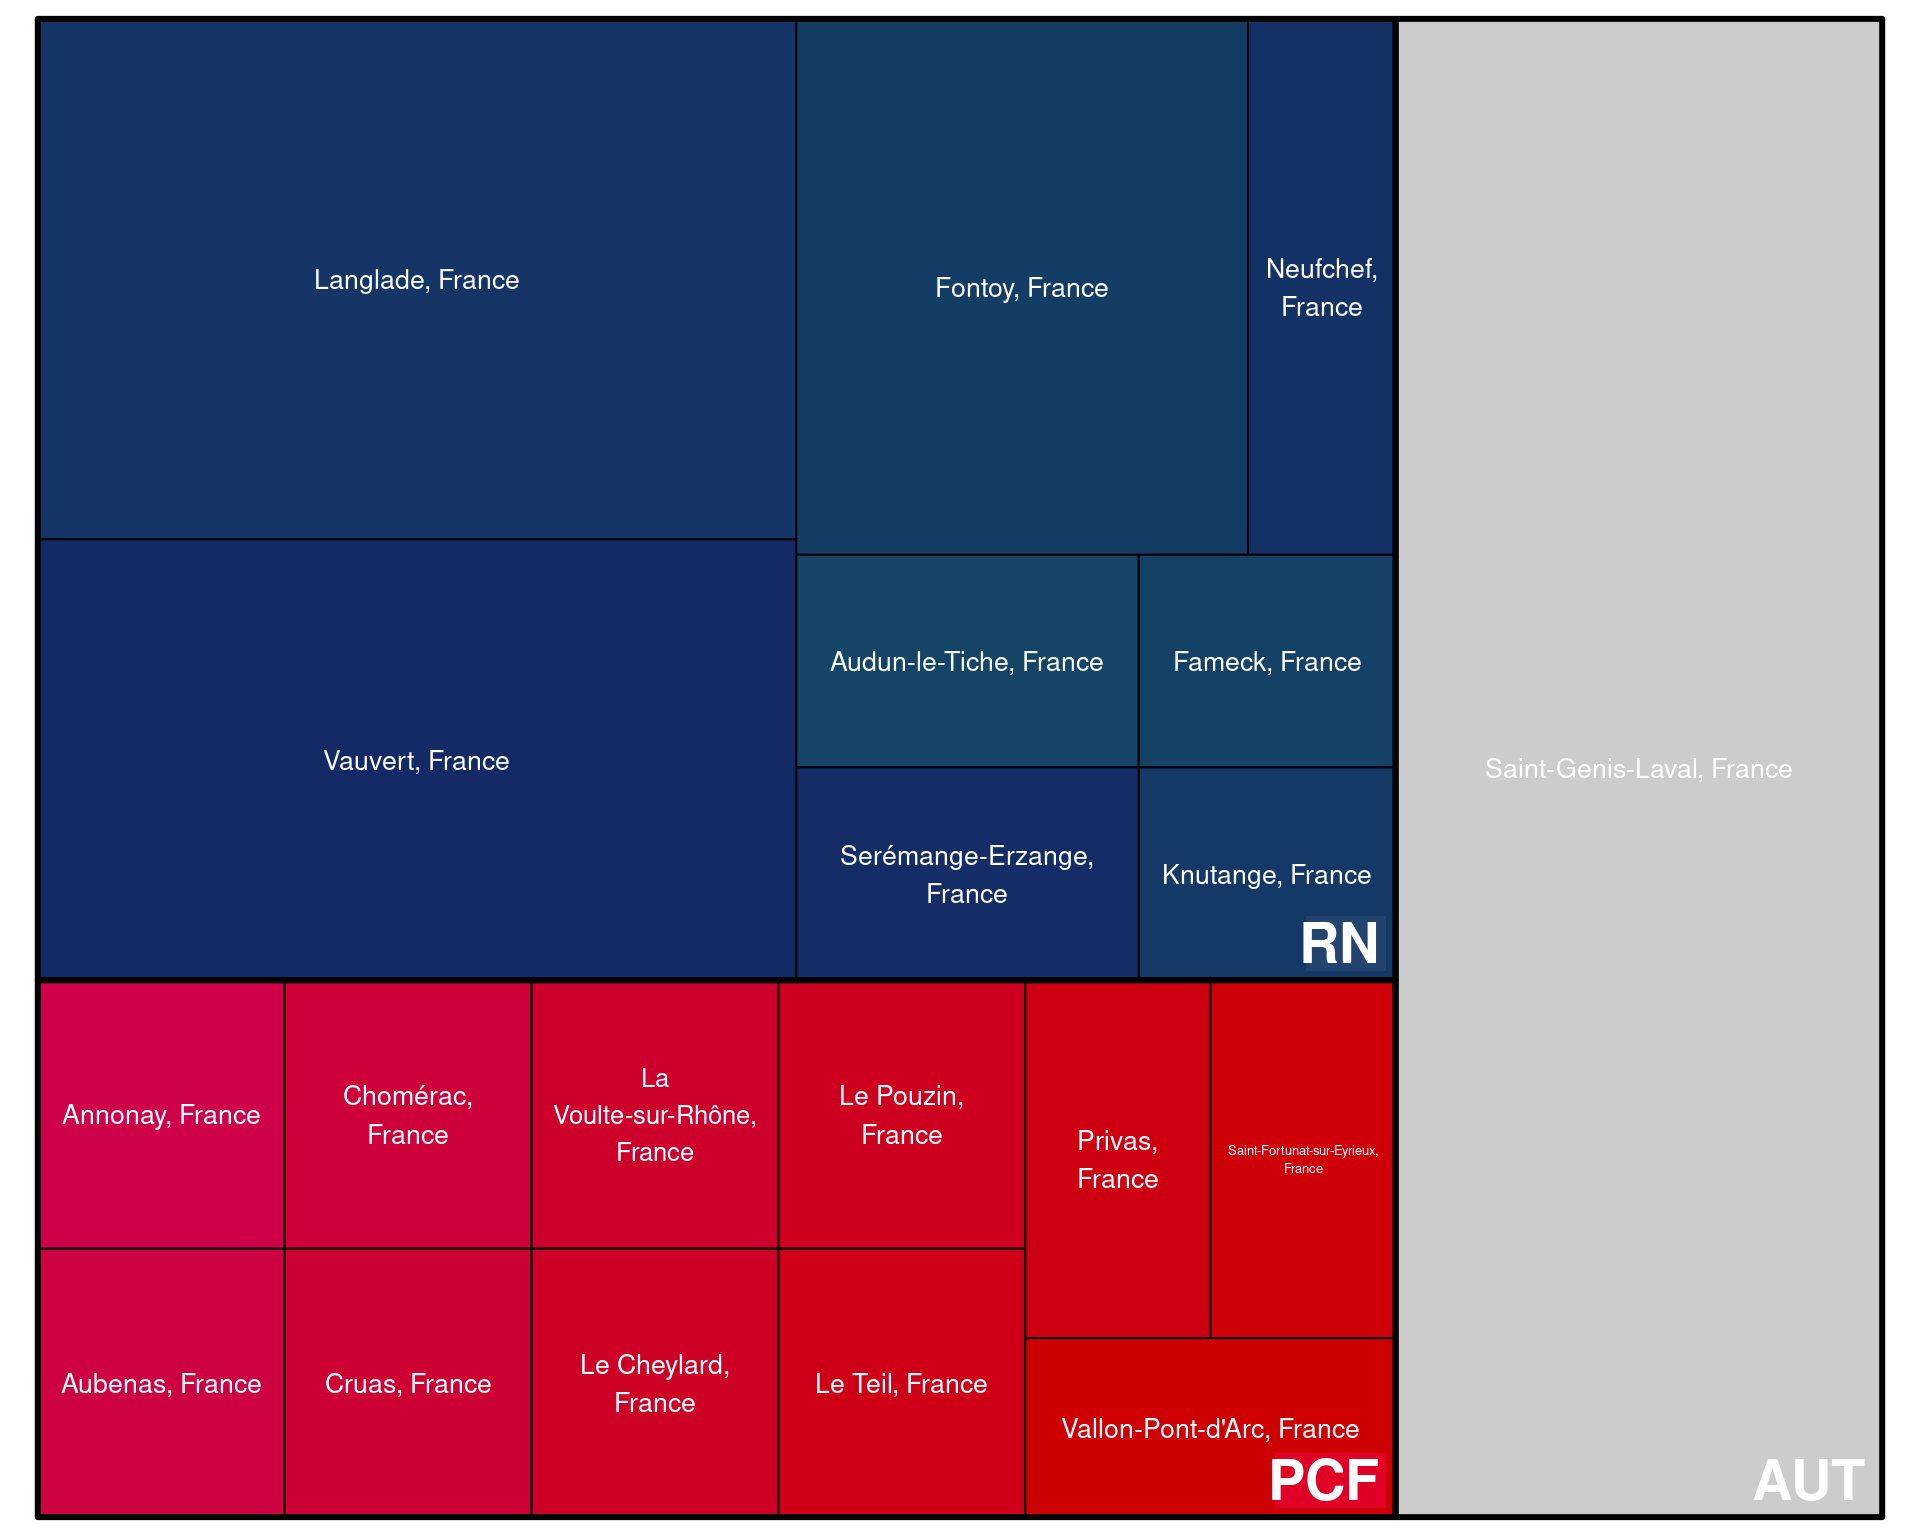 Langlade, France
Fontoy, France
Neufchef,
France
Vauvert, France
Audun-le-Tiche, France
Fameck, France
Serémange-Erzange,
France
Knutange, France
RN
Saint-Genis-Laval, France
AUT
Annonay, France
Chomérac,
France
La
Voulte-sur-Rhône,
France
Le Pouzin,
France
Privas,
France
Saint-Fortunat-sur-Eyrieux,
France
Aubenas, France
Cruas, France
Le Cheylard,
France
Le Teil, France
Vallon-Pont-d'Arc, France
PCF